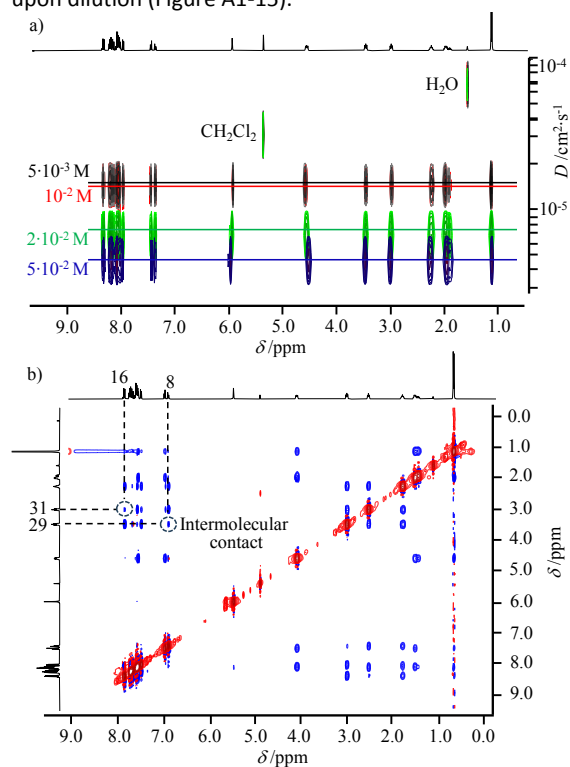 upon dilution (Figure A1-15).
a)
H₂O
CH₂Cl₂
5·10⁻³ M
10⁻² M
2·10⁻² M
5·10⁻² M
10⁻⁴
10⁻⁵
D /cm²·s⁻¹
9.0 8.0 7.0 6.0 5.0 4.0 3.0 2.0 1.0
δ/ppm
b)
16 8
31
29
Intermolecular
contact
0.0
1.0
2.0
3.0
4.0
5.0
6.0
7.0
8.0
9.0
δ/ppm
9.0 8.0 7.0 6.0 5.0 4.0 3.0 2.0 1.0 0.0
δ/ppm